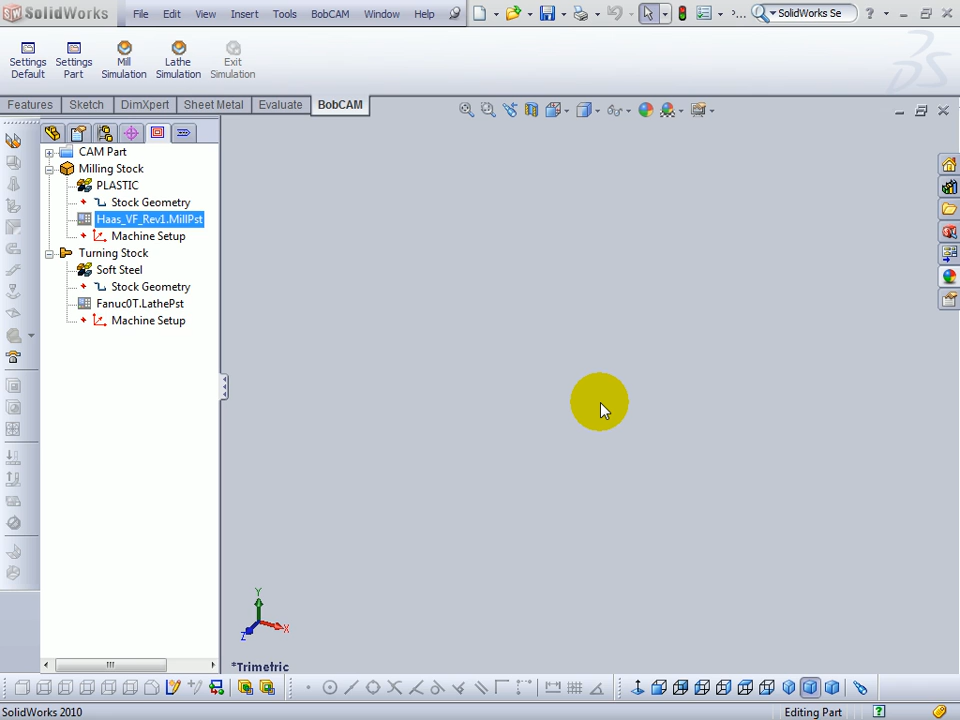 SolidWorks File Edit View Insert Tools BobCAM Window Help ... SolidWorks Se ?
Settings Default
Settings Part
Mill Simulation
Lathe Simulation
Exit Simulation
Features Sketch DimXpert Sheet Metal Evaluate BobCAM
CAM Part
Milling Stock
PLASTIC
Stock Geometry
Haas_VF_Rev1.MillPst
Machine Setup
Turning Stock
Soft Steel
Stock Geometry
Fanuc0T.LathePst
Machine Setup
Y
X
Z
*Trimetric
SolidWorks 2010 Editing Part ?